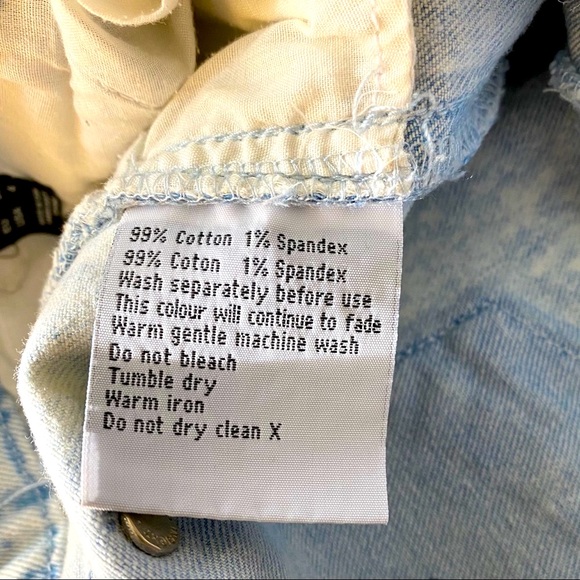 99% Cotton 1% Spandex
99% Coton 1% Spandex
Wash separately before use
This colour will continue to fade
Warm gentle machine wash
Do not bleach
Tumble dry
Warm iron
Do not dry clean X